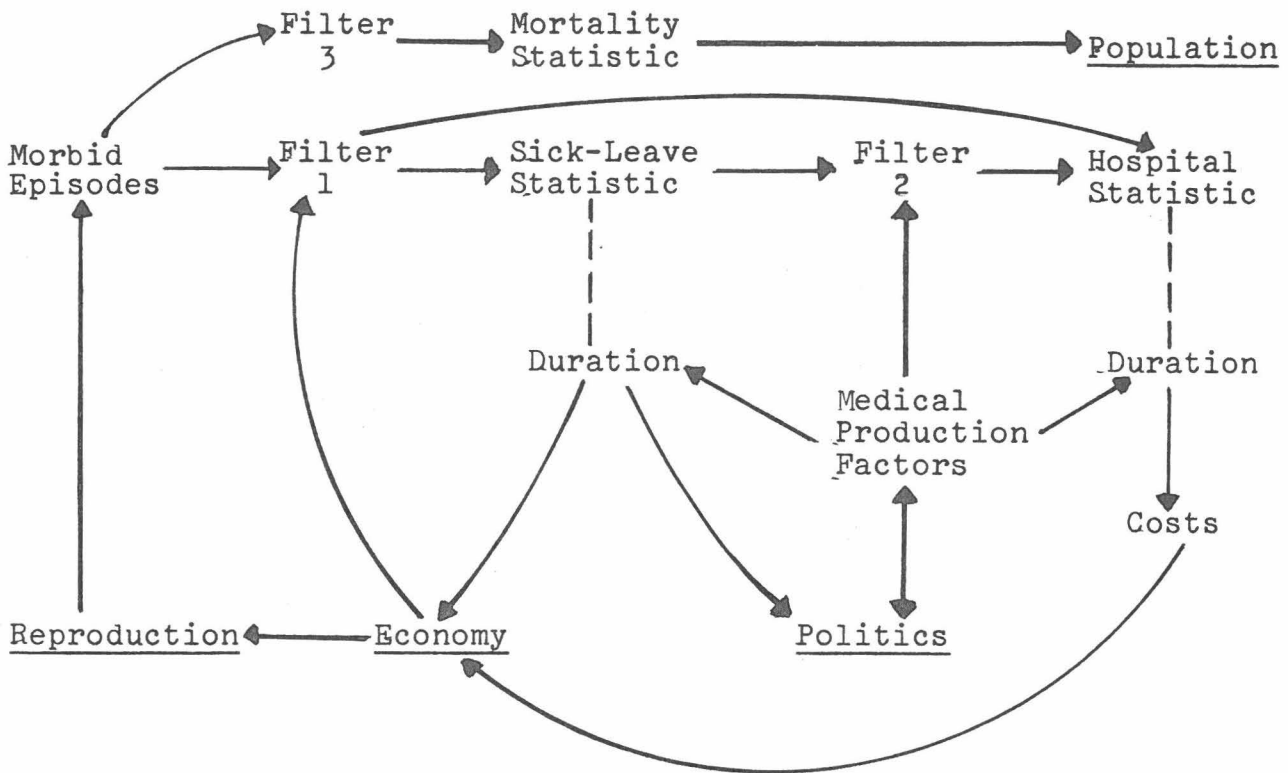 Filter
3
Mortality
Statistic
Population
Morbid
Episodes
Filter
1
Sick-Leave
Statistic
Filter
2
Hospital
Statistic
Duration
Medical
Production
Factors
Duration
Costs
Reproduction
Economy
Politics